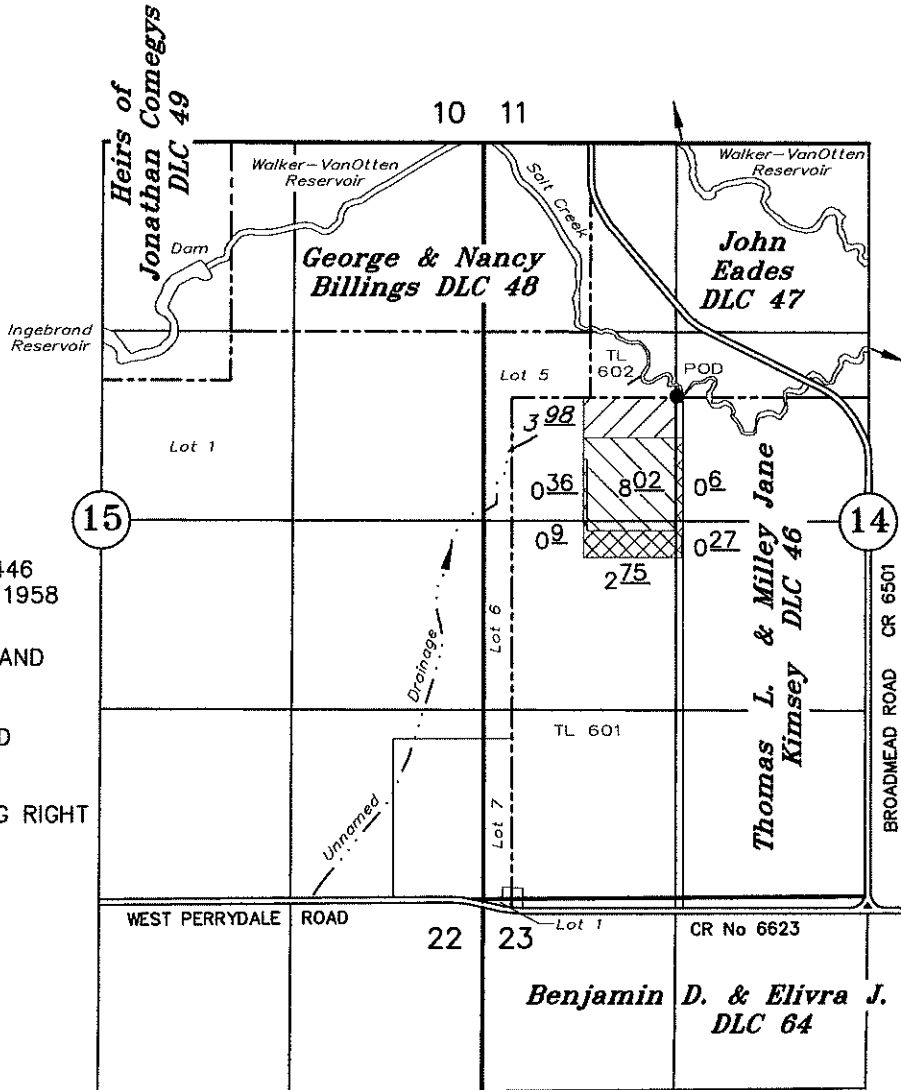 Heirs of
Jonathan Comegys
DLC 49
10 11
Walker-VanOtten
Reservoir
Salt Creek
Walker-VanOtten
Reservoir
Dam
George & Nancy
Billings DLC 48
John
Eades
DLC 47
Ingebrand
Reservoir
TL
602
POD
Lot 5
3 98
Lot 1
0 36
8 02
0 6
15
14
0 9
0 27
2 75
46
1958
AND
D
G RIGHT
Drainage
Unnamed
Lot 6
TL 601
Lot 7
Thomas L. & Milley Jane
Kimsey DLC 46
BROADMEAD ROAD CR 6501
WEST PERRYDALE ROAD
Lot 1
CR No 6623
22 23
Benjamin D. & Elivra J.
DLC 64